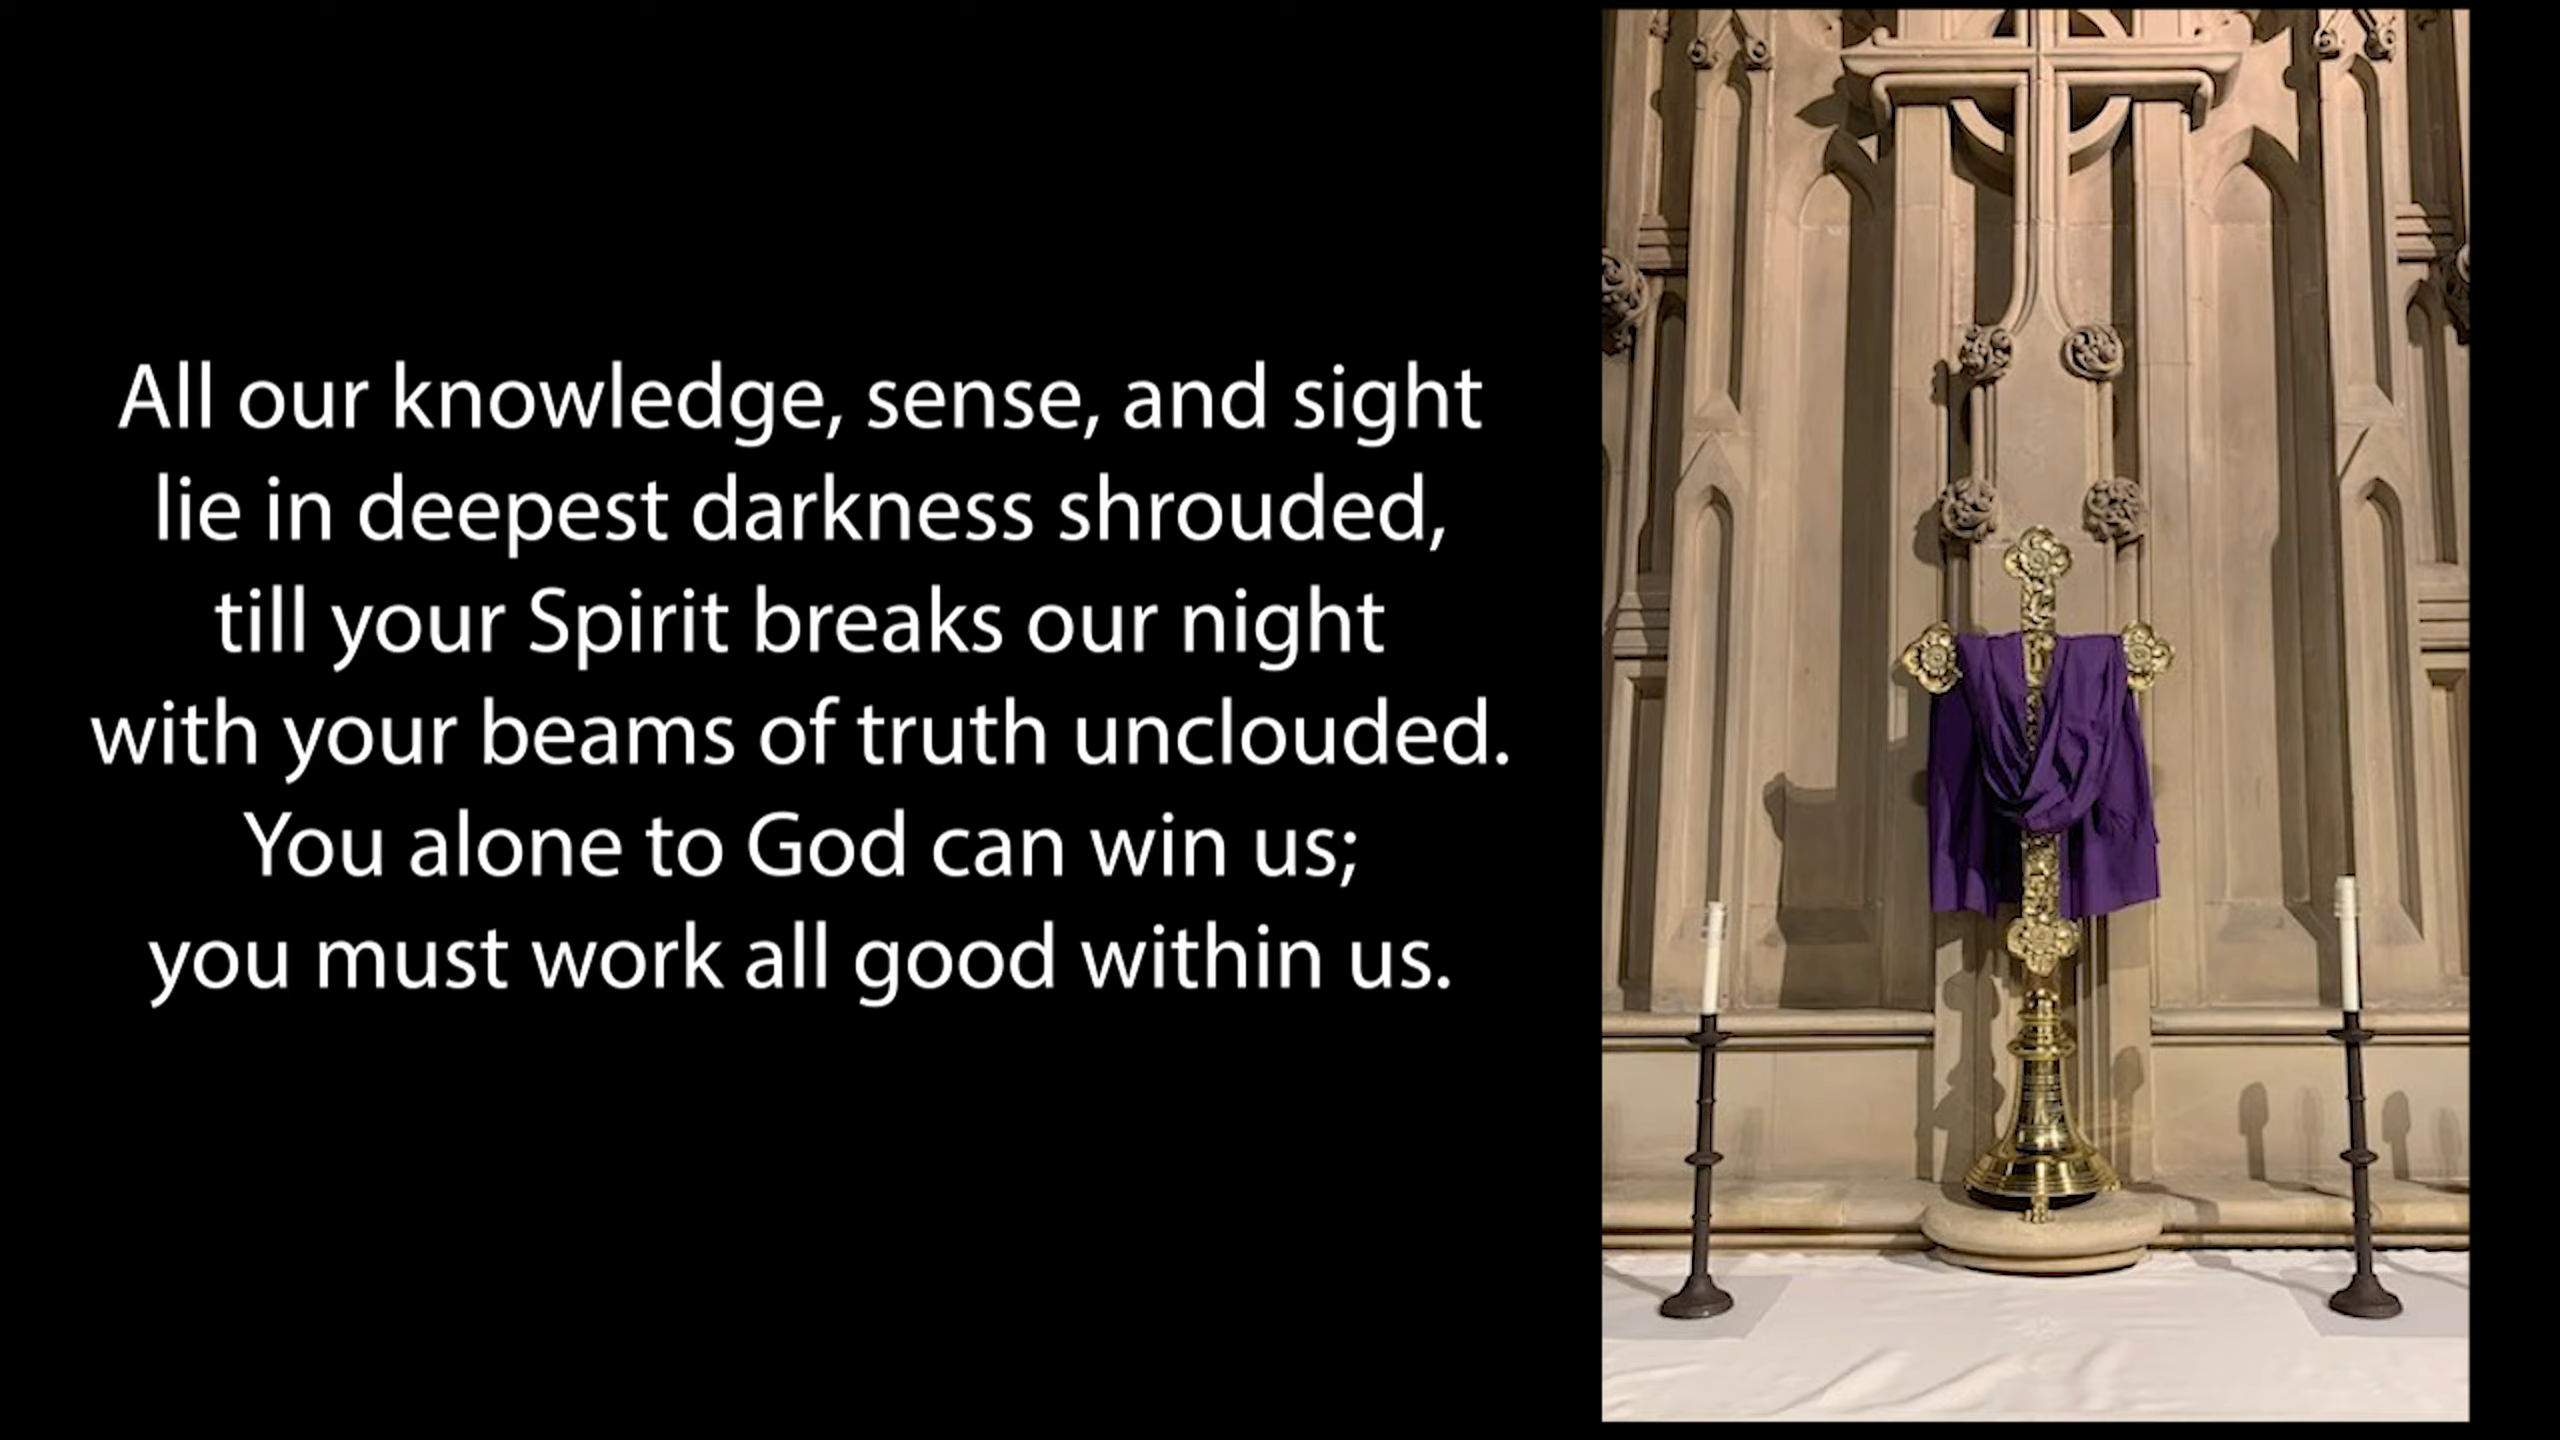 All our knowledge, sense, and sight
lie in deepest darkness shrouded,
till your Spirit breaks our night
with your beams of truth unclouded.
You alone to God can win us;
you must work all good within us.